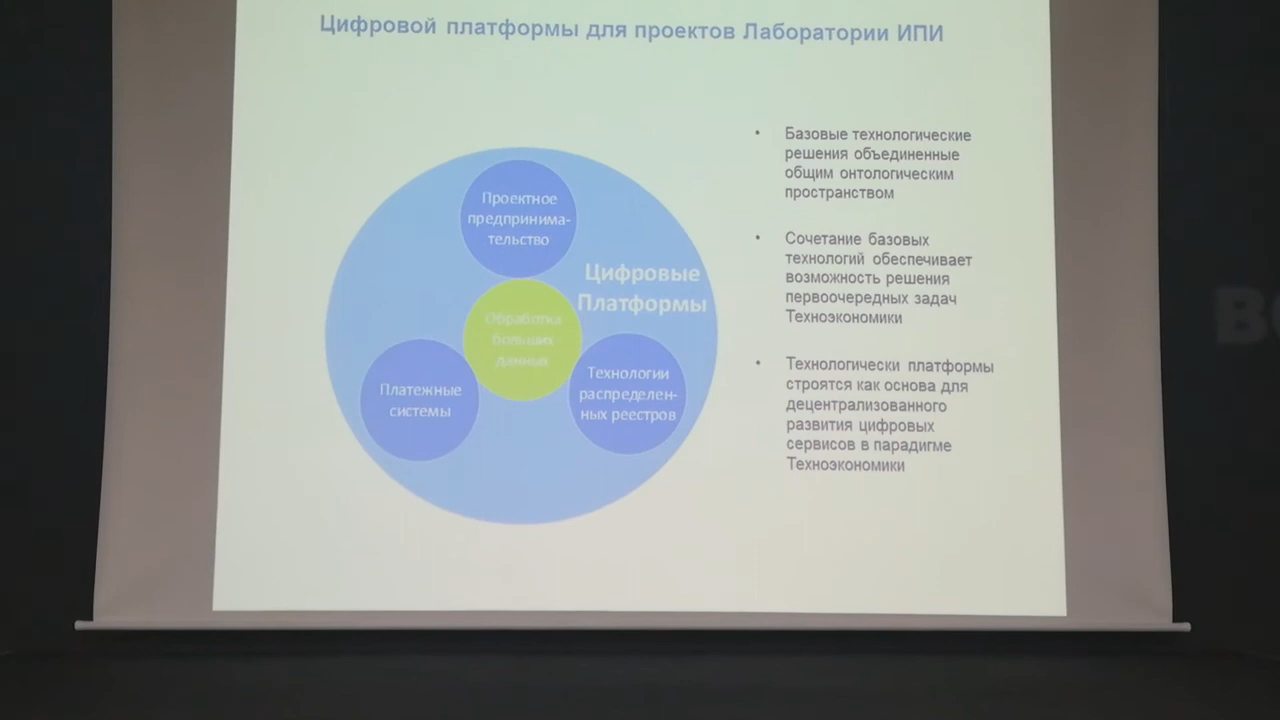 Цифровой платформы для проектов Лаборатории ИПИ
Проектное
предпринима-
тельство
Цифровые
Платформы
Обработка
больших
данных
Платежные
системы
Технологии
распределен-
ных реестров
• Базовые технологические
решения объединенные
общим онтологическим
пространством
• Сочетание базовых
технологий обеспечивает
возможность решения
первоочередных задач
Техноэкономики
• Технологически платформы
строятся как основа для
децентрализованного
развития цифровых
сервисов в парадигме
Техноэкономики